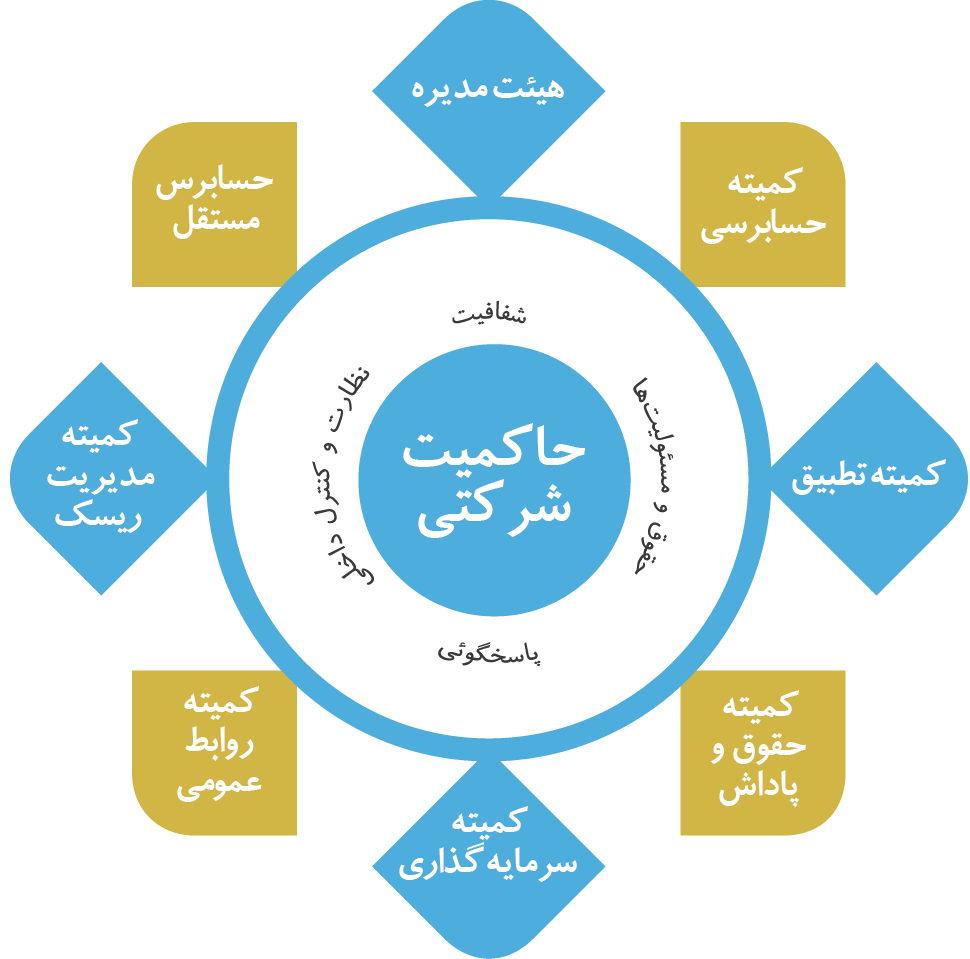 هیئت مدیره
کمیته
حسابرسی
کمیته تطبیق
کمیته
حقوق و
پاداش
کمیته
سرمایه گذاری
کمیته
روابط
عمومی
کمیته
مدیریت
ریسک
حسابرس
مستقل
شفافیت
حقوق و مسئولیت‌ها
پاسخگوئی
نظارت و کنترل داخلی
حاکمیت
شرکتی